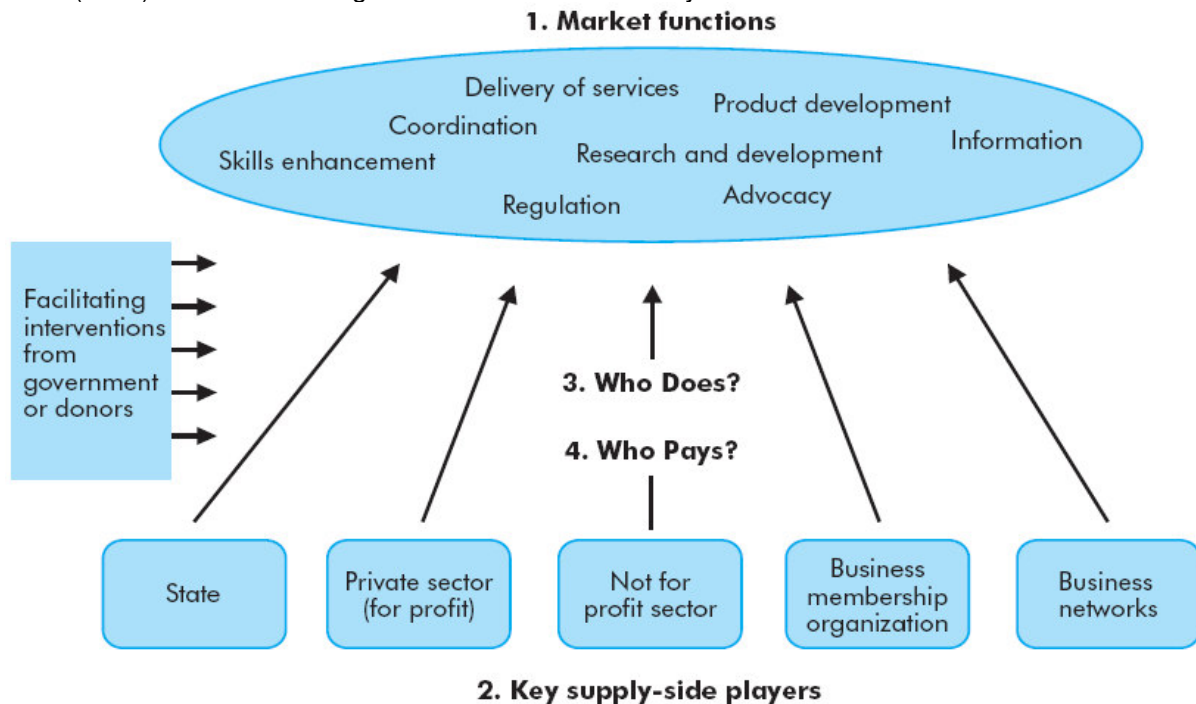 1. Market functions
Delivery of services
Product development
Coordination
Information
Skills enhancement
Research and development
Advocacy
Regulation
Facilitating
interventions
from
government
or donors
3. Who Does?
4. Who Pays?
State
Private sector
(for profit)
Not for
profit sector
Business
membership
organization
Business
networks
2. Key supply-side players